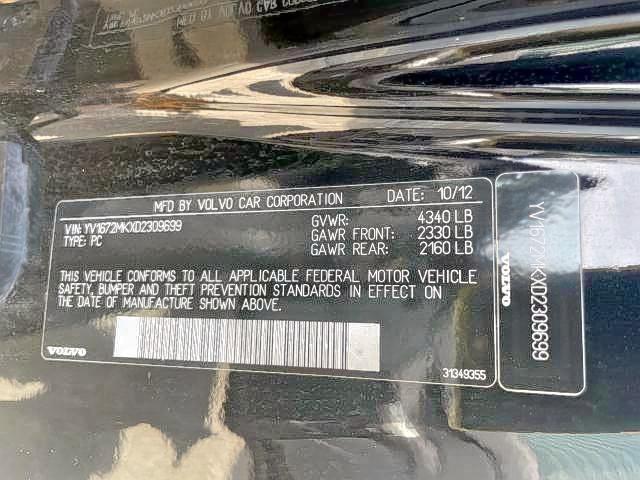 MFD BY VOLVO CAR CORPORATION DATE: 10/12
VIN: YV1672MKXD2309699
TYPE: PC
GVWR: 4340 LB
GAWR FRONT: 2330 LB
GAWR REAR: 2160 LB
THIS VEHICLE CONFORMS TO ALL APPLICABLE FEDERAL MOTOR VEHICLE
SAFETY, BUMPER AND THEFT PREVENTION STANDARDS IN EFFECT ON
THE DATE OF MANUFACTURE SHOWN ABOVE.
VOLVO
31349355
YV1672MKXD2309699
VOLVO